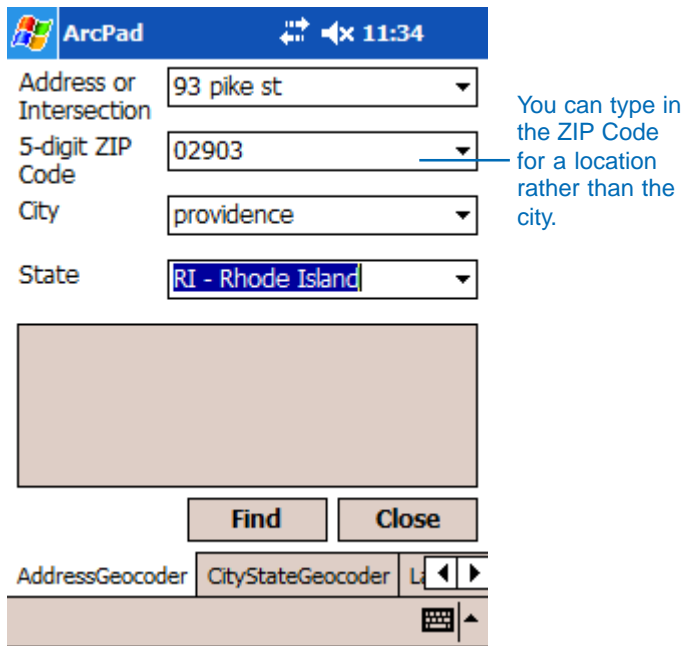 ArcPad 11:34
Address or
Intersection
93 pike st
5-digit ZIP
Code
02903
City
providence
State
RI - Rhode Island
You can type in
the ZIP Code
for a location
rather than the
city.
Find Close
AddressGeocoder CityStateGeocoder